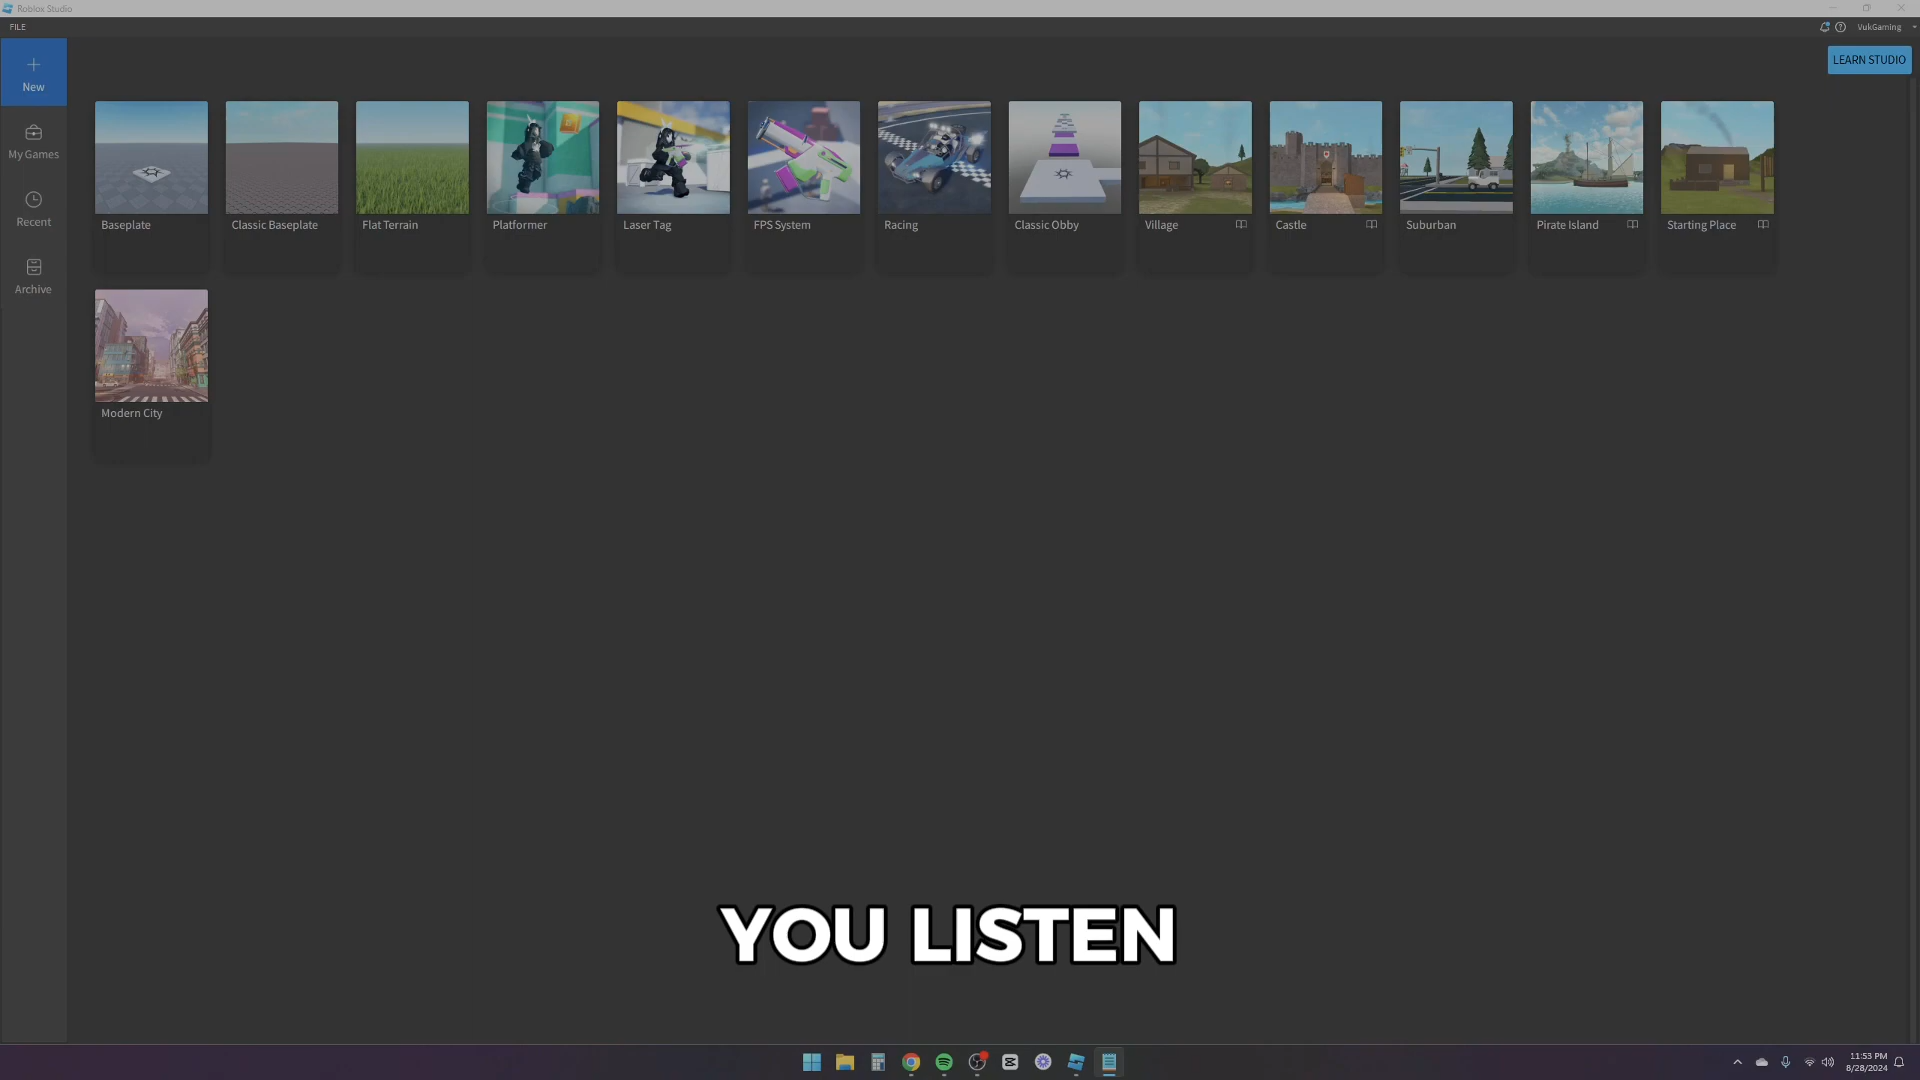 Roblox Studio
FILE
VukGaming
LEARN STUDIO
New
My Games
Recent
Archive
Baseplate
Classic Baseplate
Flat Terrain
Platformer
Laser Tag
FPS System
Racing
Classic Obby
Village
Castle
Suburban
Pirate Island
Starting Place
Modern City
YOU LISTEN
11:53 PM
8/28/2024